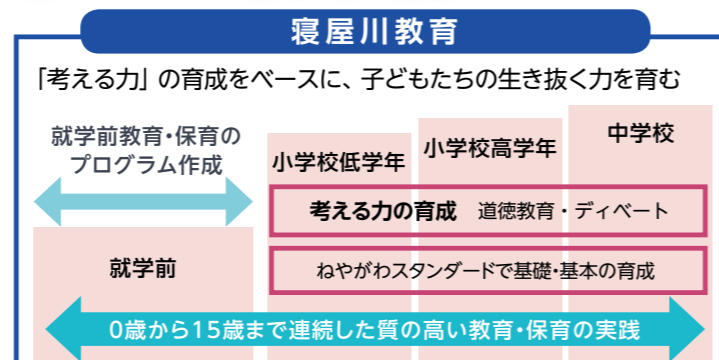 寝屋川教育
「考える力」の育成をベースに、子どもたちの生き抜く力を育む
就学前教育・保育の
プログラム作成
小学校低学年
小学校高学年
中学校
考える力の育成 道徳教育・ディベート
就学前
ねやがわスタンダードで基礎・基本の育成
0歳から15歳まで連続した質の高い教育・保育の実践